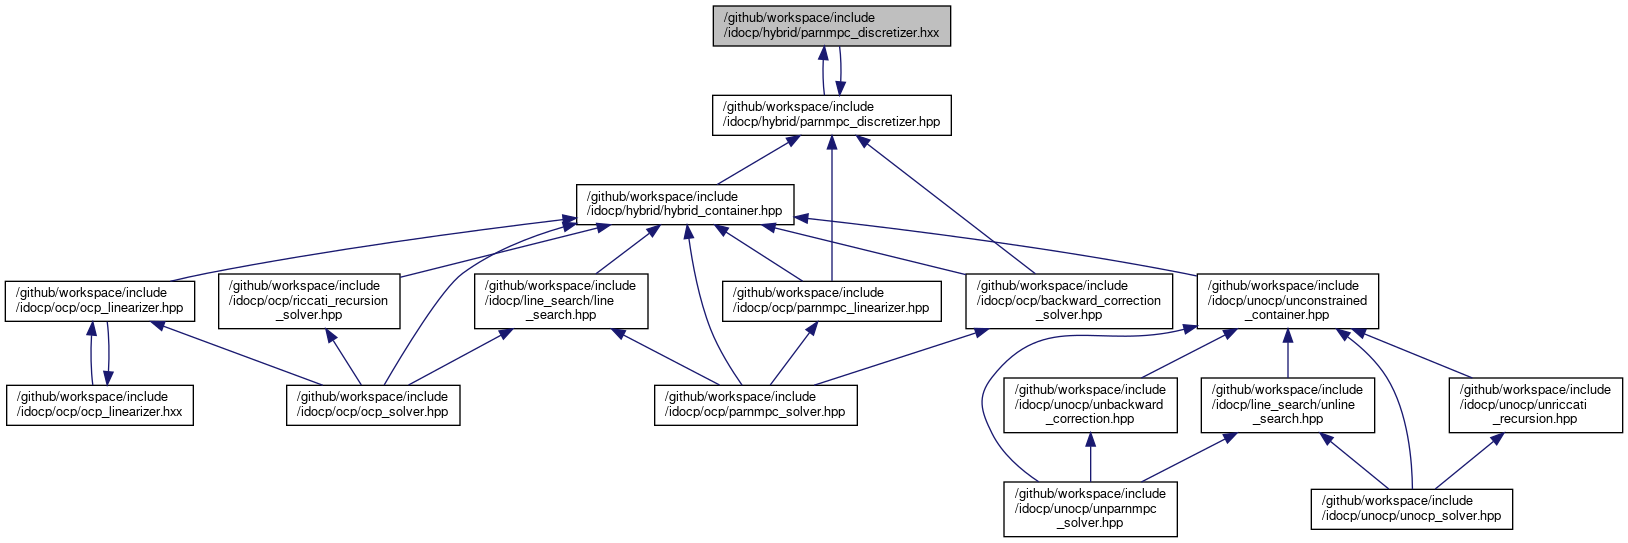 /github/workspace/include
/idocp/hybrid/parnmpc_discretizer.hxx
/github/workspace/include
/idocp/hybrid/parnmpc_discretizer.hpp
/github/workspace/include
/idocp/hybrid/hybrid_container.hpp
/github/workspace/include
/idocp/ocp/ocp_linearizer.hpp
/github/workspace/include
/idocp/ocp/riccati_recursion
_solver.hpp
/github/workspace/include
/idocp/line_search/line
_search.hpp
/github/workspace/include
/idocp/ocp/parnmpc_linearizer.hpp
/github/workspace/include
/idocp/ocp/backward_correction
_solver.hpp
/github/workspace/include
/idocp/unocp/unconstrained
_container.hpp
/github/workspace/include
/idocp/ocp/ocp_linearizer.hxx
/github/workspace/include
/idocp/ocp/ocp_solver.hpp
/github/workspace/include
/idocp/ocp/parnmpc_solver.hpp
/github/workspace/include
/idocp/unocp/unbackward
_correction.hpp
/github/workspace/include
/idocp/line_search/unline
_search.hpp
/github/workspace/include
/idocp/unocp/unriccati
_recursion.hpp
/github/workspace/include
/idocp/unocp/unparnmpc
_solver.hpp
/github/workspace/include
/idocp/unocp/unocp_solver.hpp